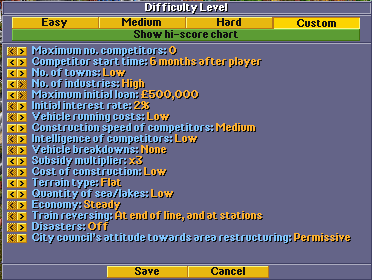 Difficulty Level
Easy Medium Hard Custom
Show hi-score chart
Maximum no. competitors: 0
Competitor start time: 6 months after player
No. of towns: Low
No. of industries: High
Maximum initial loan: £500,000
Initial interest rate: 2%
Vehicle running costs: Low
Construction speed of competitors: Medium
Intelligence of competitors: Low
Vehicle breakdowns: None
Subsidy multiplier: x3
Cost of construction: Low
Terrain type: Flat
Quantity of sea/lakes: Low
Economy: Steady
Train reversing: At end of line, and at stations
Disasters: Off
City council's attitude towards area restructuring: Permissive
Save Cancel